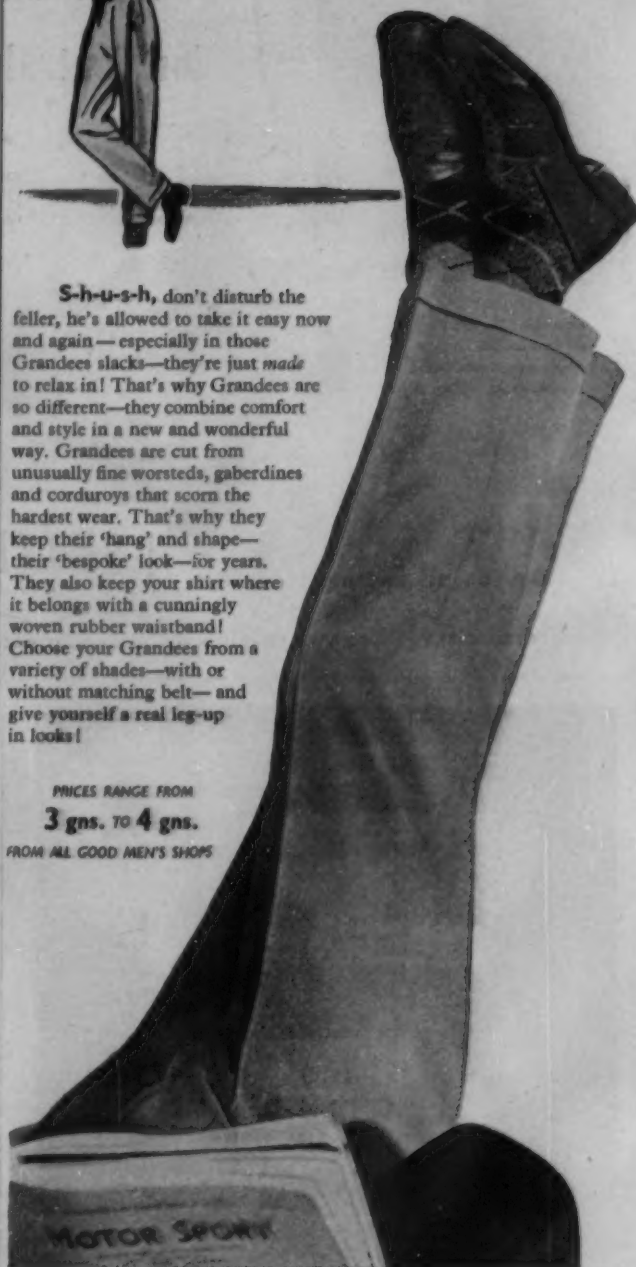 S-h-u-s-h, don't disturb the
feller, he's allowed to take it easy now
and again — especially in those
Grandees slacks—they're just made
to relax in! That's why Grandees are
so different—they combine comfort
and style in a new and wonderful
way. Grandees are cut from
unusually fine worsteds, gaberdines
and corduroys that scorn the
hardest wear. That's why they
keep their ‘hang’ and shape—
their ‘bespoke’ look—for years.
They also keep your shirt where
it belongs with a cunningly
woven rubber waistband!
Choose your Grandees from a
variety of shades—with or
without matching belt— and
give yourself a real leg-up
in looks!
PRICES RANGE FROM
3 gns. TO 4 gns.
FROM ALL GOOD MEN'S SHOPS
MOTOR SPORT